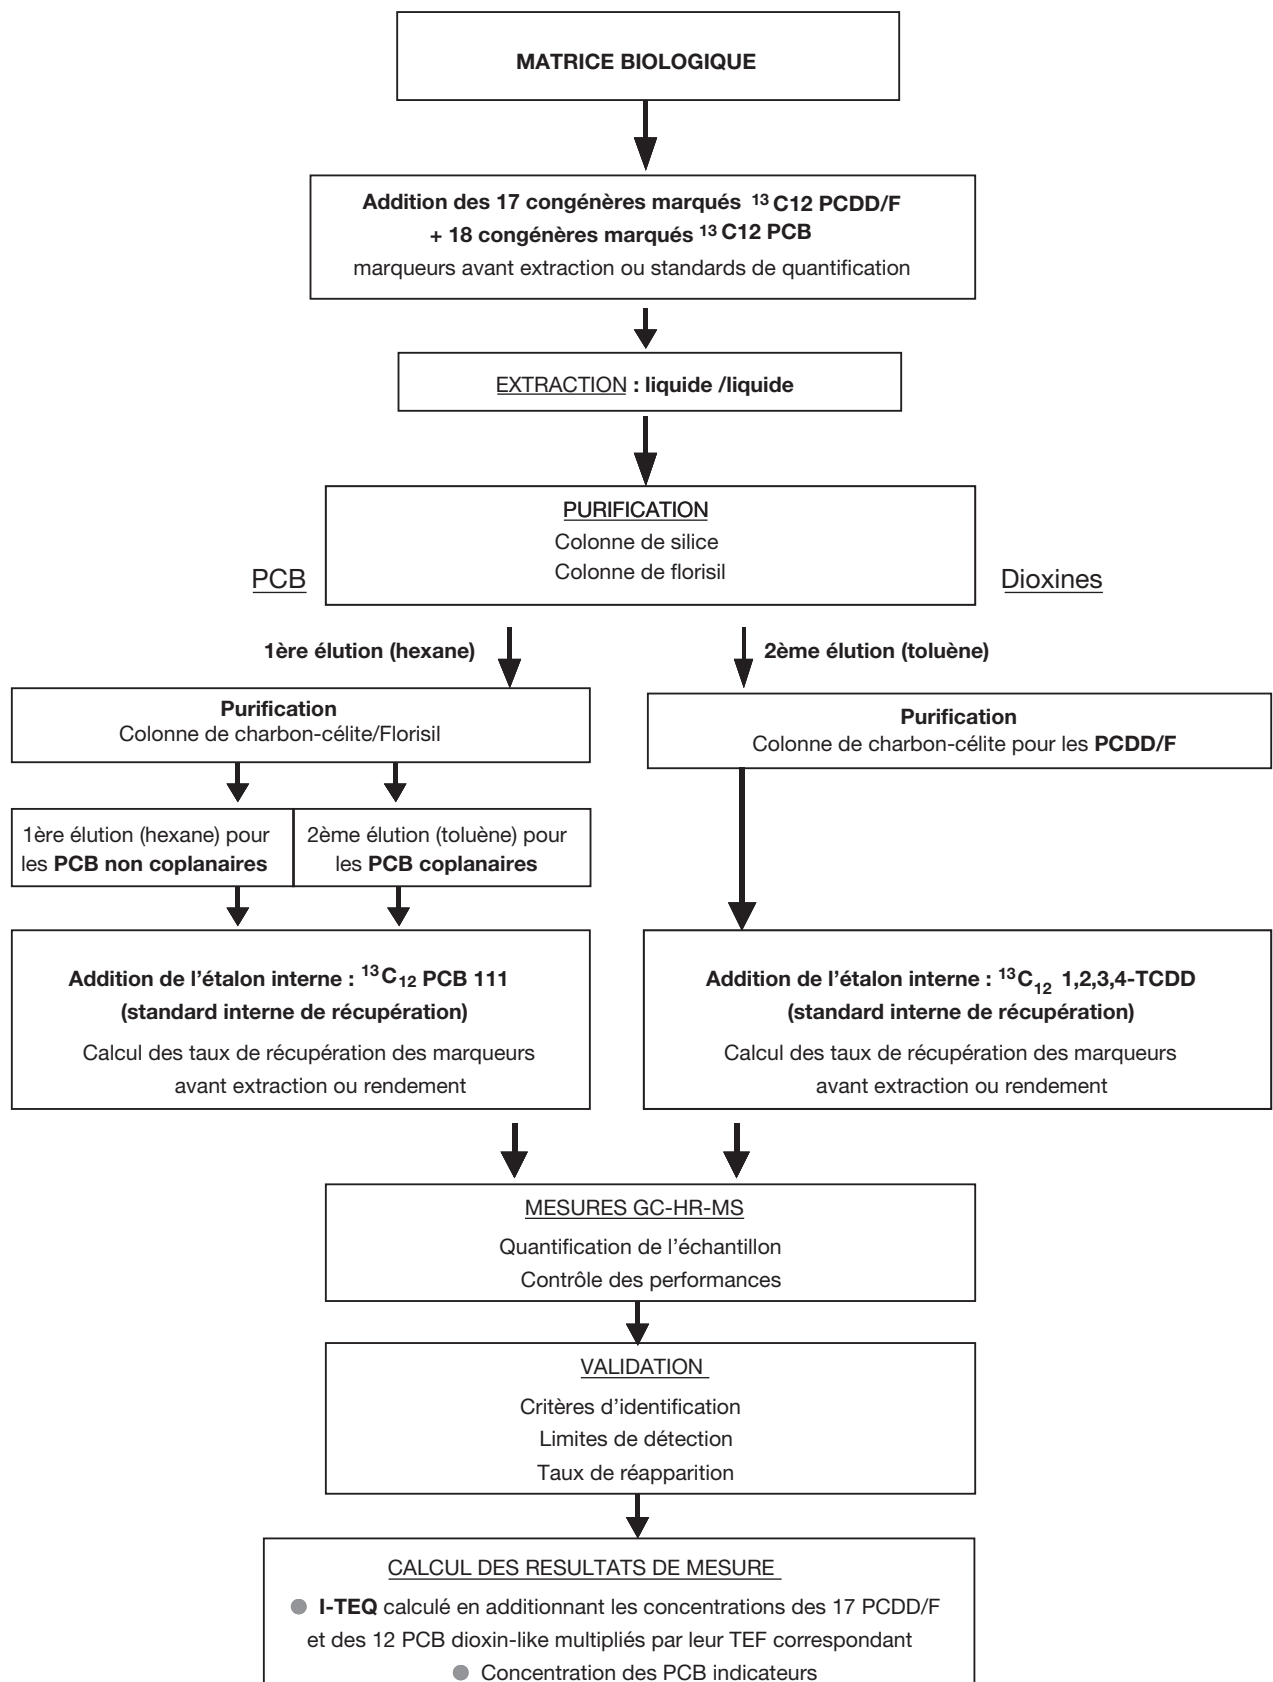 MATRICE BIOLOGIQUE
Addition des 17 congénères marqués ¹³ C12 PCDD/F
+ 18 congénères marqués ¹³ C12 PCB
marqueurs avant extraction ou standards de quantification
EXTRACTION : liquide /liquide
PURIFICATION
Colonne de silice
Colonne de florisil
PCB
Dioxines
1ère élution (hexane)
2ème élution (toluène)
Purification
Colonne de charbon-célite/Florisil
Purification
Colonne de charbon-célite pour les PCDD/F
1ère élution (hexane) pour
les PCB non coplanaires
2ème élution (toluène) pour
les PCB coplanaires
Addition de l’étalon interne : ¹³C₁₂ PCB 111
(standard interne de récupération)
Calcul des taux de récupération des marqueurs
avant extraction ou rendement
Addition de l’étalon interne : ¹³C₁₂ 1,2,3,4-TCDD
(standard interne de récupération)
Calcul des taux de récupération des marqueurs
avant extraction ou rendement
MESURES GC-HR-MS
Quantification de l’échantillon
Contrôle des performances
VALIDATION
Critères d’identification
Limites de détection
Taux de réapparition
CALCUL DES RESULTATS DE MESURE
● I-TEQ calculé en additionnant les concentrations des 17 PCDD/F
et des 12 PCB dioxin-like multipliés par leur TEF correspondant
● Concentration des PCB indicateurs